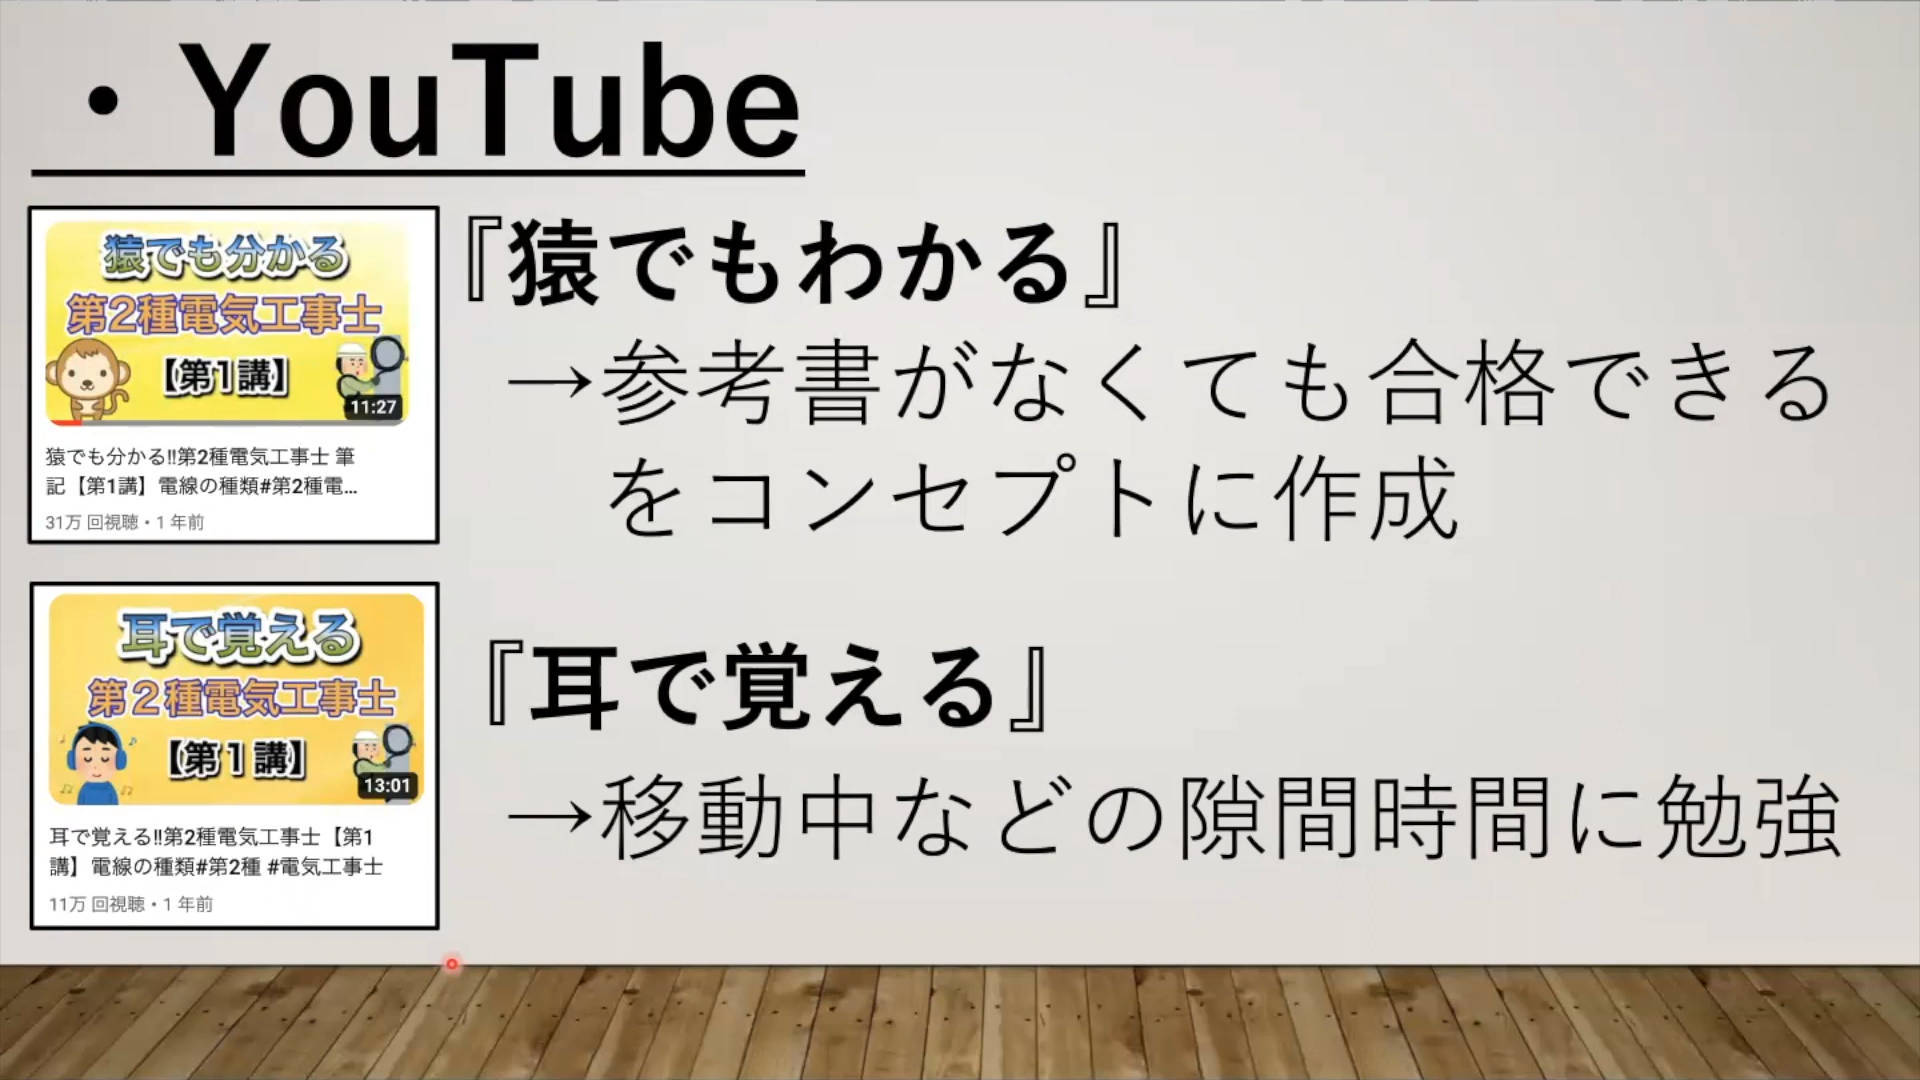 ・YouTube
猿でも分かる
第2種電気工事士
【第1講】
11:27
猿でも分かる‼第2種電気工事士 筆
記【第1講】電線の種類#第2種電...
31万 回視聴・1 年前
『猿でもわかる』
→参考書がなくても合格できる
をコンセプトに作成
耳で覚える
第２種電気工事士
【第１講】
13:01
耳で覚える‼第2種電気工事士【第1
講】電線の種類#第2種 #電気工事士
11万 回視聴・1 年前
『耳で覚える』
→移動中などの隙間時間に勉強